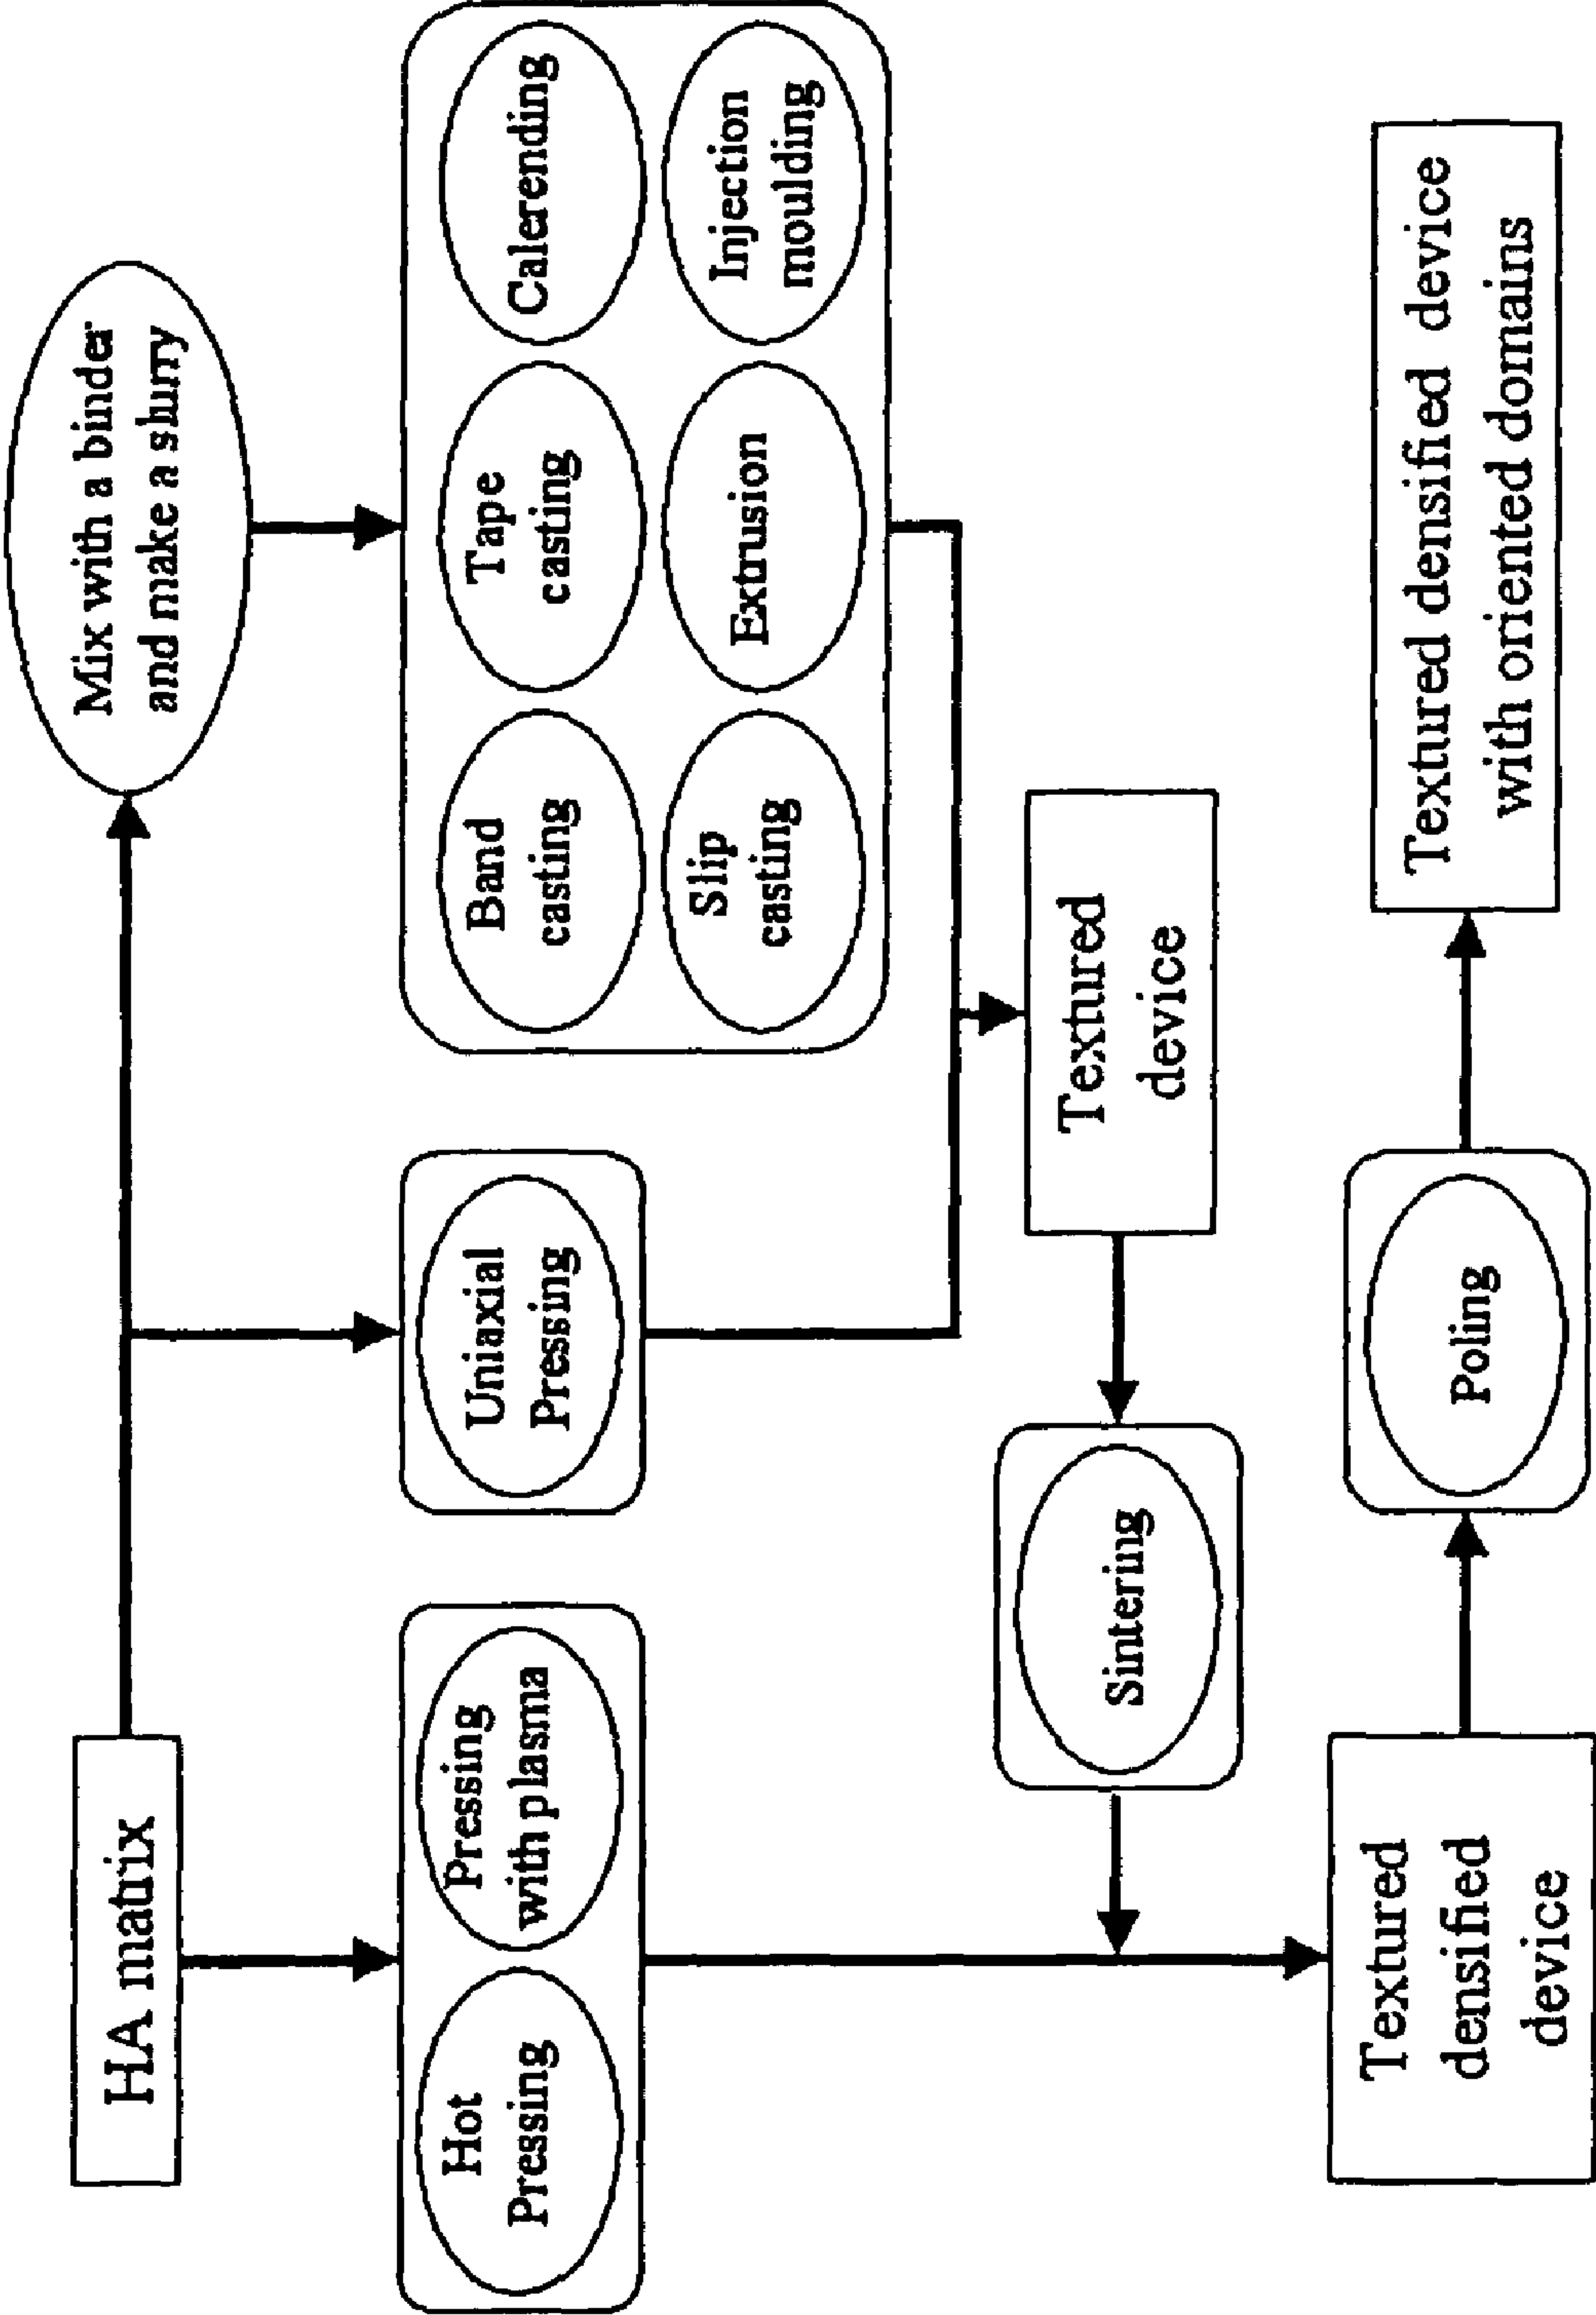 HA matrix
Mix with a binder
and make a slurry
Hot
Pressing
Pressing
with plasma
Uniaxial
Pressing
Band
casting
Tape
casting
Calerending
Slip
casting
Extrusion
Injection
moulding
Textured
device
Sintering
Textured
densified
device
Poling
Textured densified device
with oriented domains